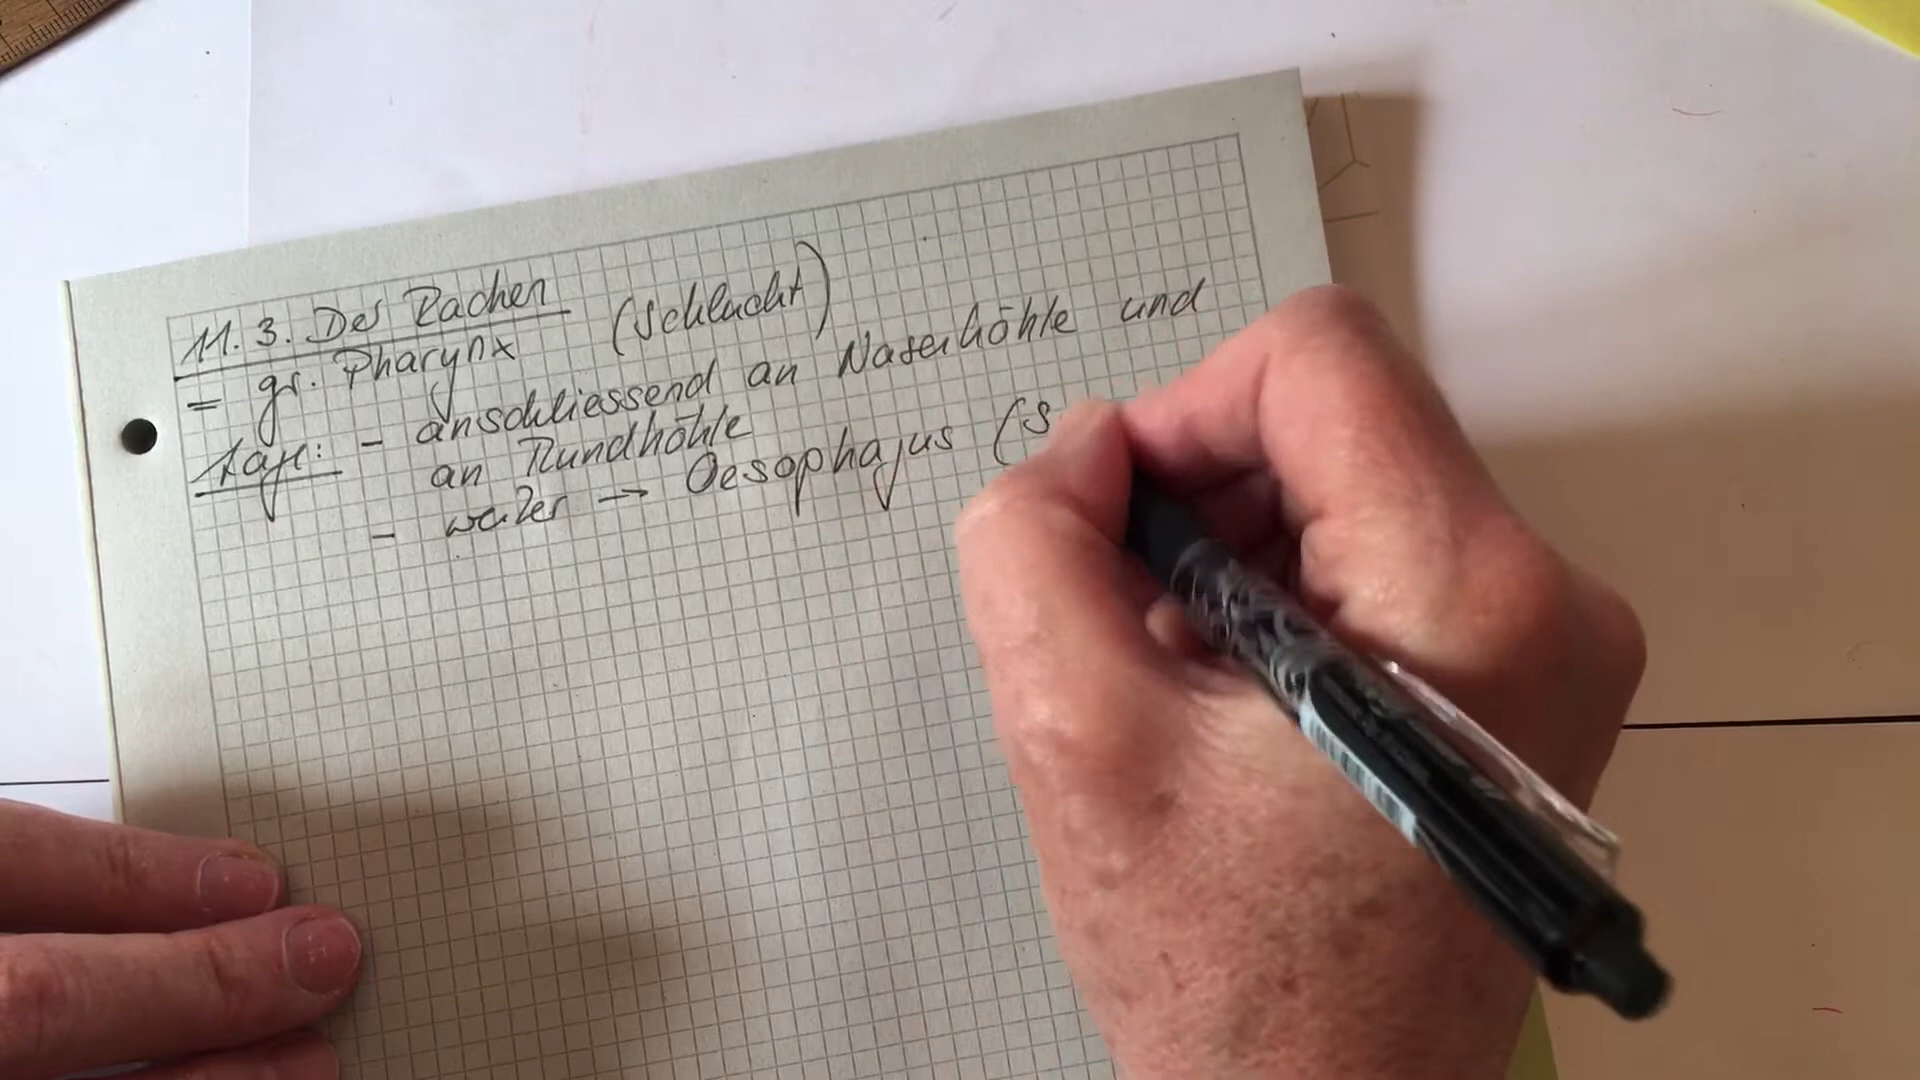 11.3. Der Rachen
= gr. Pharynx (Schlucht)
Lage: - anschliessend an Nasenhöhle und
an Mundhöhle
- weiter → Oesophagus (S